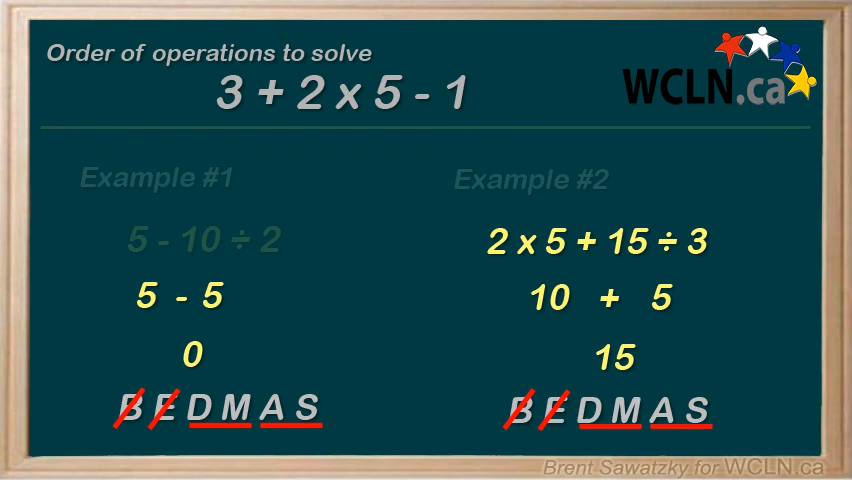 Order of operations to solve
3 + 2 x 5 - 1
WCLN.ca
Example #1
5 - 10 ÷ 2
5 - 5
0
B E D M A S
Example #2
2 x 5 + 15 ÷ 3
10 + 5
15
B E D M A S
Brent Sawatzky for WCLN.ca